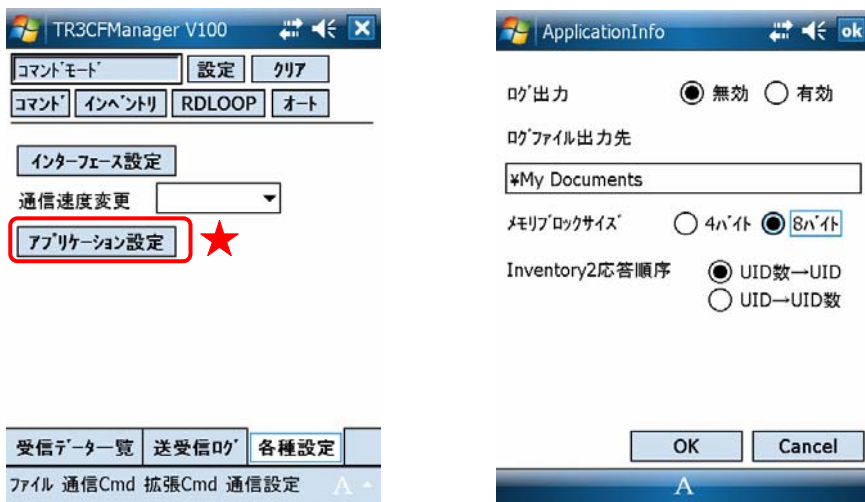 TR3CFManager V100
ok
コマンドモード 設定 クリア
コマンド インベントリ RDLOOP オート
インターフェース設定
通信速度変更
アプリケーション設定
受信データ一覧 送受信ログ 各種設定
ファイル 通信Cmd 拡張Cmd 通信設定 A
ApplicationInfo
ログ出力 無効 有効
ログファイル出力先
¥My Documents
メモリブロックサイズ 4バイト 8バイト
Inventory2応答順序 UID数→UID
UID→UID数
OK Cancel
A